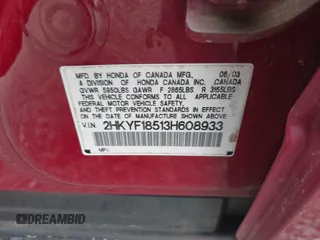 MFD. BY HONDA OF CANADA MFG. 06/03
A DIVISION OF HONDA CANADA INC. CANADA
GVWR 5950LBS GAWR F 2865LBS R 3155LBS
THIS VEHICLE CONFORMS TO ALL APPLICABLE
FEDERAL MOTOR VEHICLE SAFETY AND THEFT
PREVENTION STANDARDS IN EFFECT ON THE DATE
OF MANUFACTURE SHOWN ABOVE.
V.I.N. 2HKYF18513H608933
MPV
DREAMBID